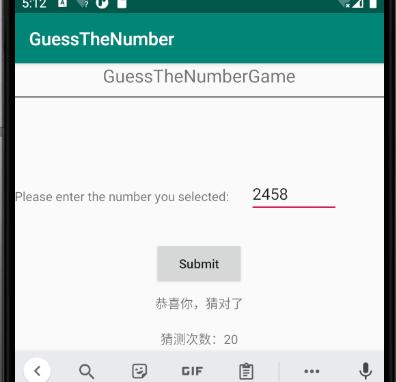 5:12
GuessTheNumber
GuessTheNumberGame
Please enter the number you selected: 2458
Submit
恭喜你，猜对了
猜测次数：20
GIF